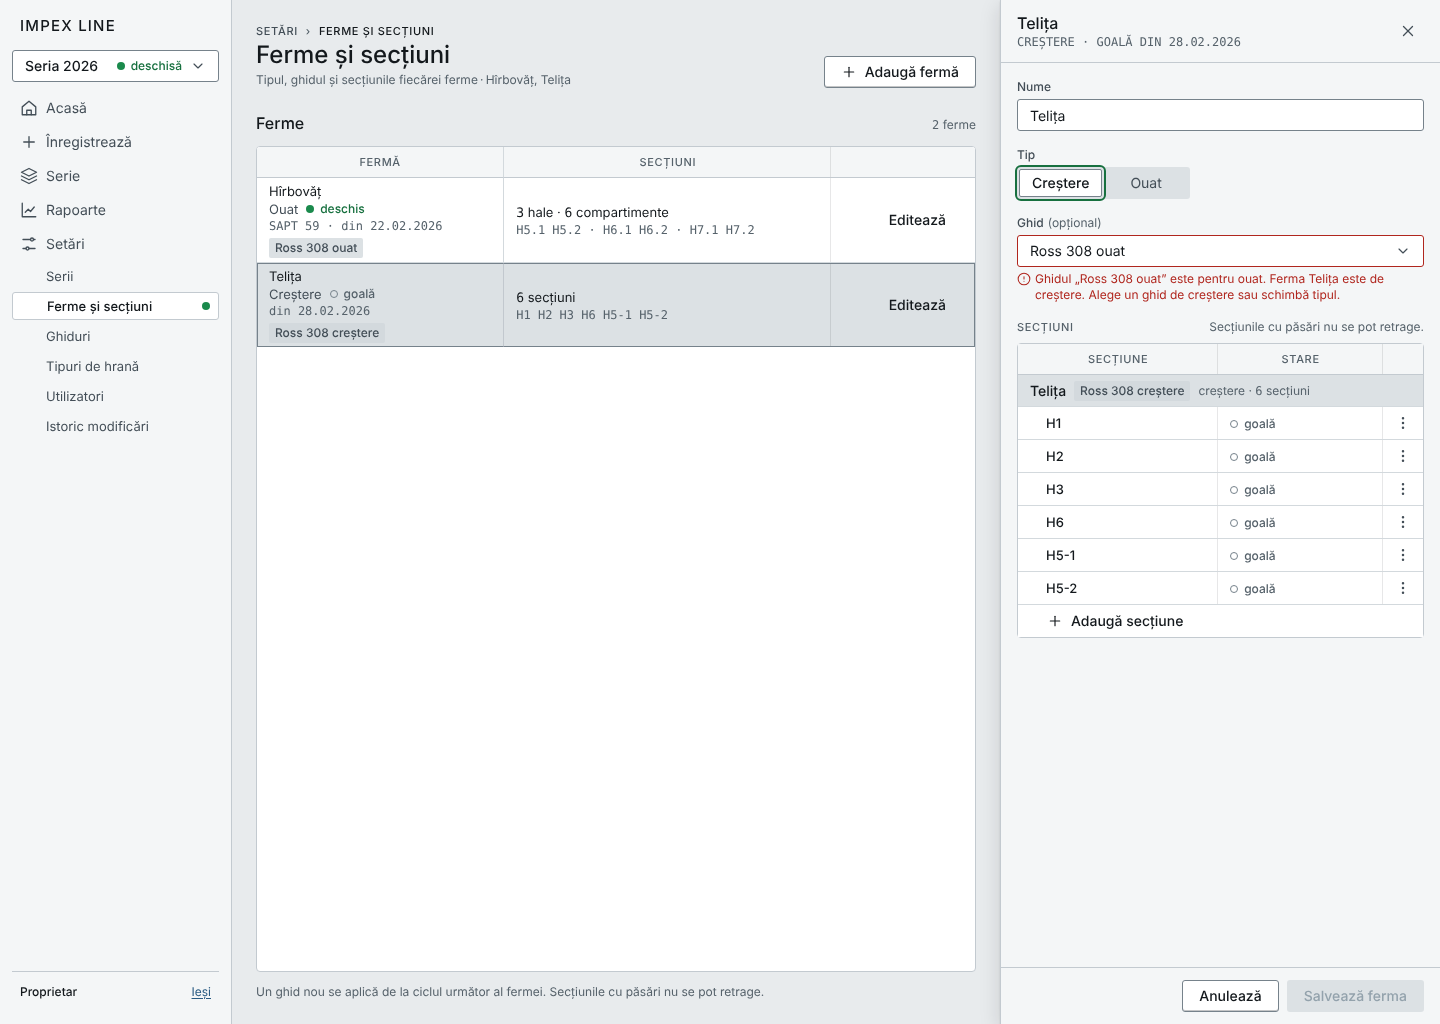 IMPEX LINE
Seria 2026 deschisă
Acasă
Înregistrează
Serie
Rapoarte
Setări
Serii
Ferme și secțiuni
Ghiduri
Tipuri de hrană
Utilizatori
Istoric modificări
Proprietar Ieși
SETĂRI › FERME ȘI SECȚIUNI
Ferme și secțiuni
Tipul, ghidul și secțiunile fiecărei ferme · Hîrbovăț, Telița
Adaugă fermă
Ferme
2 ferme
FERMĂ SECȚIUNI
Hîrbovăț
Ouat deschis
SAPT 59 · din 22.02.2026
Ross 308 ouat
3 hale · 6 compartimente
H5.1 H5.2 · H6.1 H6.2 · H7.1 H7.2
Editează
Telița
Creștere goală
din 28.02.2026
Ross 308 creștere
6 secțiuni
H1 H2 H3 H6 H5-1 H5-2
Editează
Un ghid nou se aplică de la ciclul următor al fermei. Secțiunile cu păsări nu se pot retrage.
Telița
CREȘTERE · GOALĂ DIN 28.02.2026
Nume
Telița
Tip
Creștere Ouat
Ghid (opțional)
Ross 308 ouat
Ghidul „Ross 308 ouat” este pentru ouat. Ferma Telița este de
creștere. Alege un ghid de creștere sau schimbă tipul.
SECȚIUNI Secțiunile cu păsări nu se pot retrage.
SECȚIUNE STARE
Telița Ross 308 creștere creștere · 6 secțiuni
H1 goală
H2 goală
H3 goală
H6 goală
H5-1 goală
H5-2 goală
Adaugă secțiune
Anulează Salvează ferma